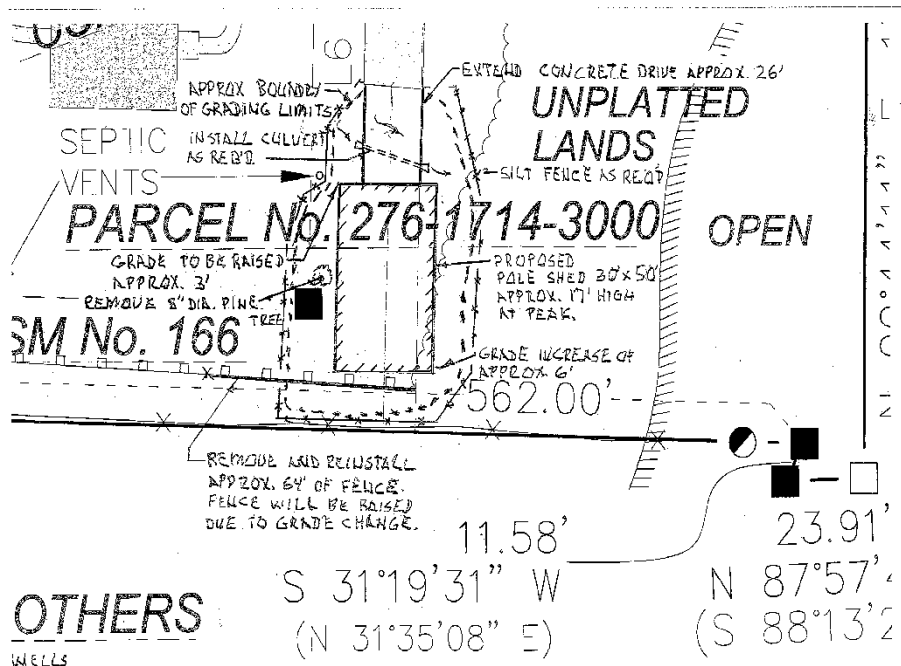 EXTEND CONCRETE DRIVE APPROX. 26'
APPROX BOUNDRY
OF GRADING LIMITS
UNPLATTED
LANDS
INSTALL CULVERT
AS REQ'D.
SEPTIC
VENTS
SILT FENCE AS REQ'D
PARCEL No. 276-1714-3000
OPEN
GRADE TO BE RAISED
APPROX. 3'
REMOVE 8" DIA. PINE
TREE
PROPOSED
POLE SHED 30'x50'
APPROX. 17' HIGH
AT PEAK.
SM No. 166
GRADE INCREASE OF
APPROX 6'
562.00'
REMOVE AND REINSTALL
APPROX. 64' OF FENCE.
FENCE WILL BE RAISED
DUE TO GRADE CHANGE.
11.58'
S 31°19'31" W
(N 31°35'08" E)
23.91'
N 87°57'
(S 88°13'2
OTHERS
WELLS